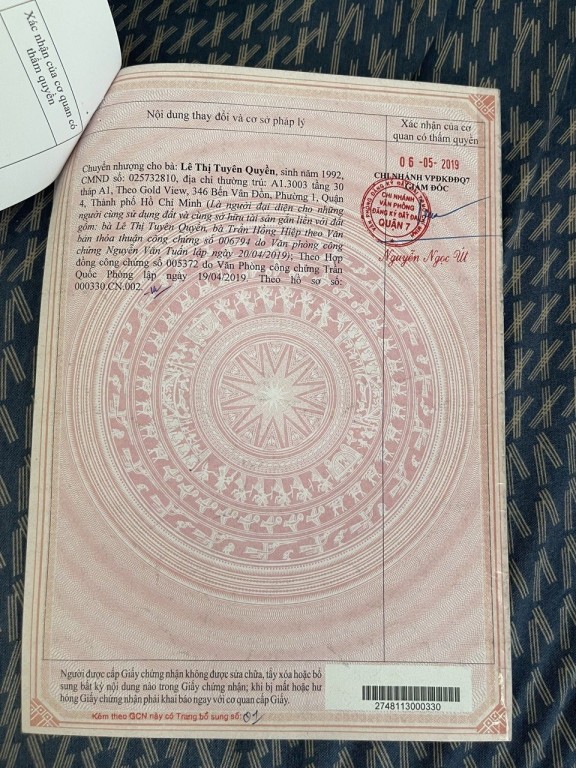 Xác nhận của cơ quan có
thẩm quyền
Nội dung thay đổi và cơ sở pháp lý
Xác nhận của cơ
quan có thẩm quyền
Chuyển nhượng cho bà: Lê Thị Tuyên Quyền, sinh năm 1992,
CMND số: 025732810, địa chỉ thường trú: A1.3003 tầng 30
tháp A1, Theo Gold View, 346 Bến Vân Đồn, Phường 1, Quận
4, Thành phố Hồ Chí Minh (Là người đại diện cho những
người cùng sử dụng đất và cùng sở hữu tài sản gắn liền với đất
gồm: bà Lê Thị Tuyên Quyền, bà Trần Hồng Hiệp theo Văn
bản thỏa thuận công chứng số 006794 do Văn phòng công
chứng Nguyễn Văn Tuấn lập ngày 20/04/2019); Theo Hợp
đồng công chứng số 005372 do Văn Phòng công chứng Trần
Quốc Phòng lập ngày 19/04/2019. Theo hồ sơ số:
000330.CN.002
06-05-2019
CHI NHÁNH VPĐKĐĐQ7
GIÁM ĐỐC
CHI NHÁNH
VĂN PHÒNG
ĐĂNG KÝ ĐẤT ĐAI
QUẬN 7
Nguyễn Ngọc Út
Người được cấp Giấy chứng nhận không được sửa chữa, tẩy xóa hoặc bổ
sung bất kỳ nội dung nào trong Giấy chứng nhận; khi bị mất hoặc hư
hỏng Giấy chứng nhận phải khai báo ngay với cơ quan cấp Giấy.
2748113000330
Kèm theo GCN này có Trang bổ sung số: 01